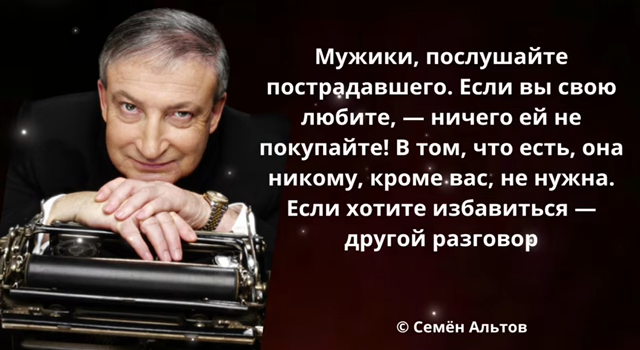 Мужики, послушайте
пострадавшего. Если вы свою
любите, — ничего ей не
покупайте! В том, что есть, она
никому, кроме вас, не нужна.
Если хотите избавиться —
другой разговор
© Семён Альтов